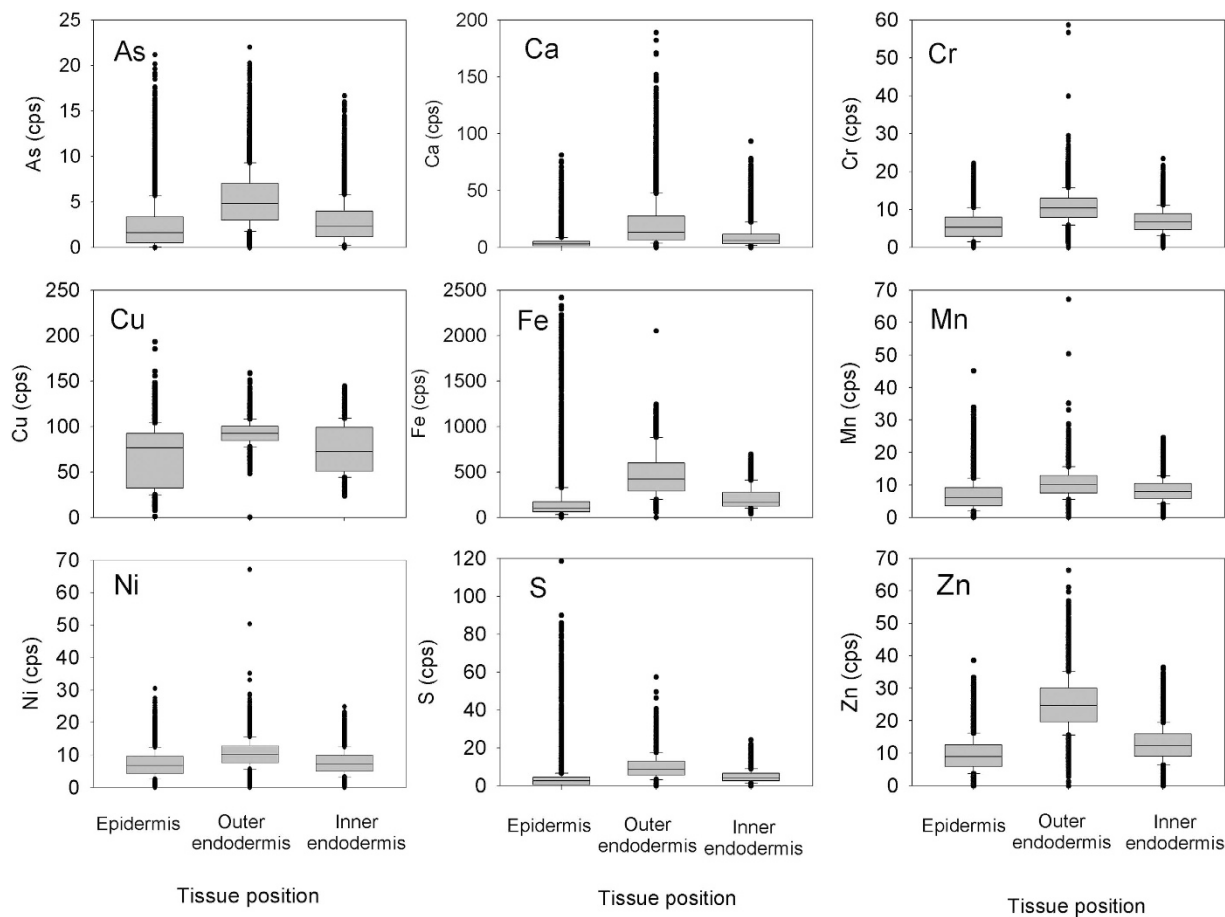 As
As (cps)
25
20
15
10
5
0
Ca
Ca (cps)
200
150
100
50
0
Cr
Cr (cps)
60
50
40
30
20
10
0
Cu
Cu (cps)
250
200
150
100
50
0
Fe
Fe (cps)
2500
2000
1500
1000
500
0
Mn
Mn (cps)
70
60
50
40
30
20
10
0
Ni
Ni (cps)
70
60
50
40
30
20
10
0
S
S (cps)
120
100
80
60
40
20
0
Zn
Zn (cps)
70
60
50
40
30
20
10
0
Epidermis
Outer
endodermis
Inner
endodermis
Tissue position
Epidermis
Outer
endodermis
Inner
endodermis
Tissue position
Epidermis
Outer
endodermis
Inner
endodermis
Tissue position